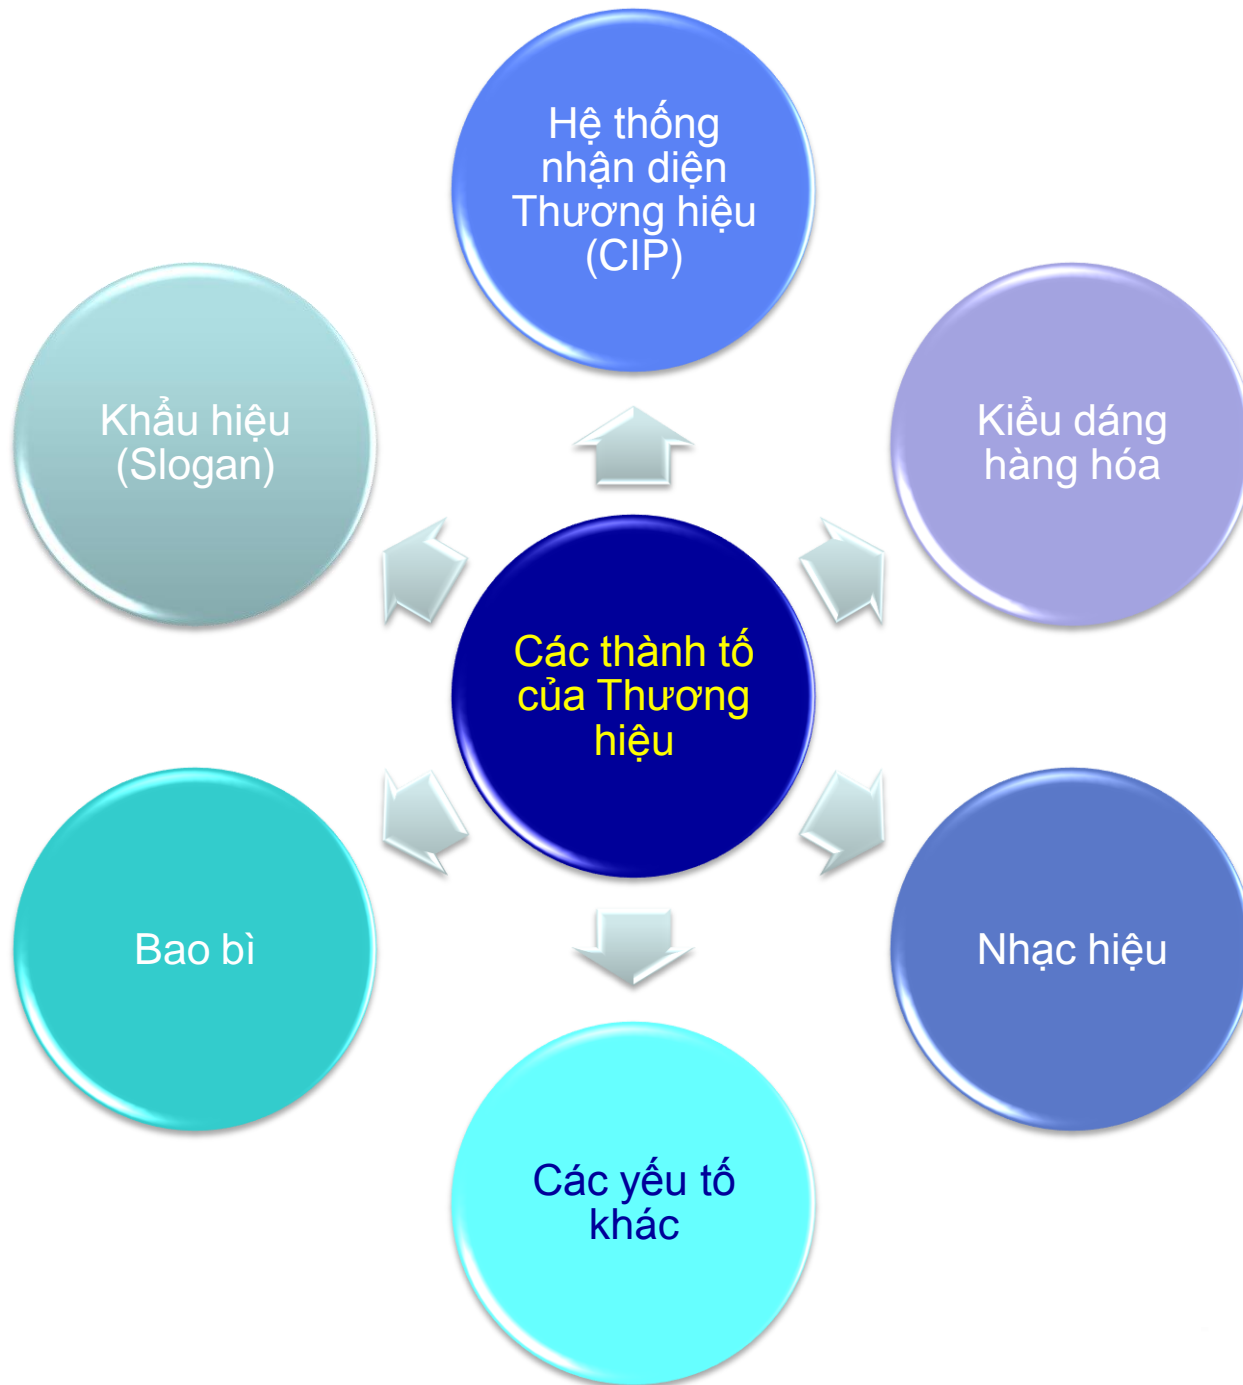 Hệ thống
nhận diện
Thương hiệu
(CIP)
Khẩu hiệu
(Slogan)
Kiểu dáng
hàng hóa
Các thành tố
của Thương
hiệu
Bao bì
Nhạc hiệu
Các yếu tố
khác